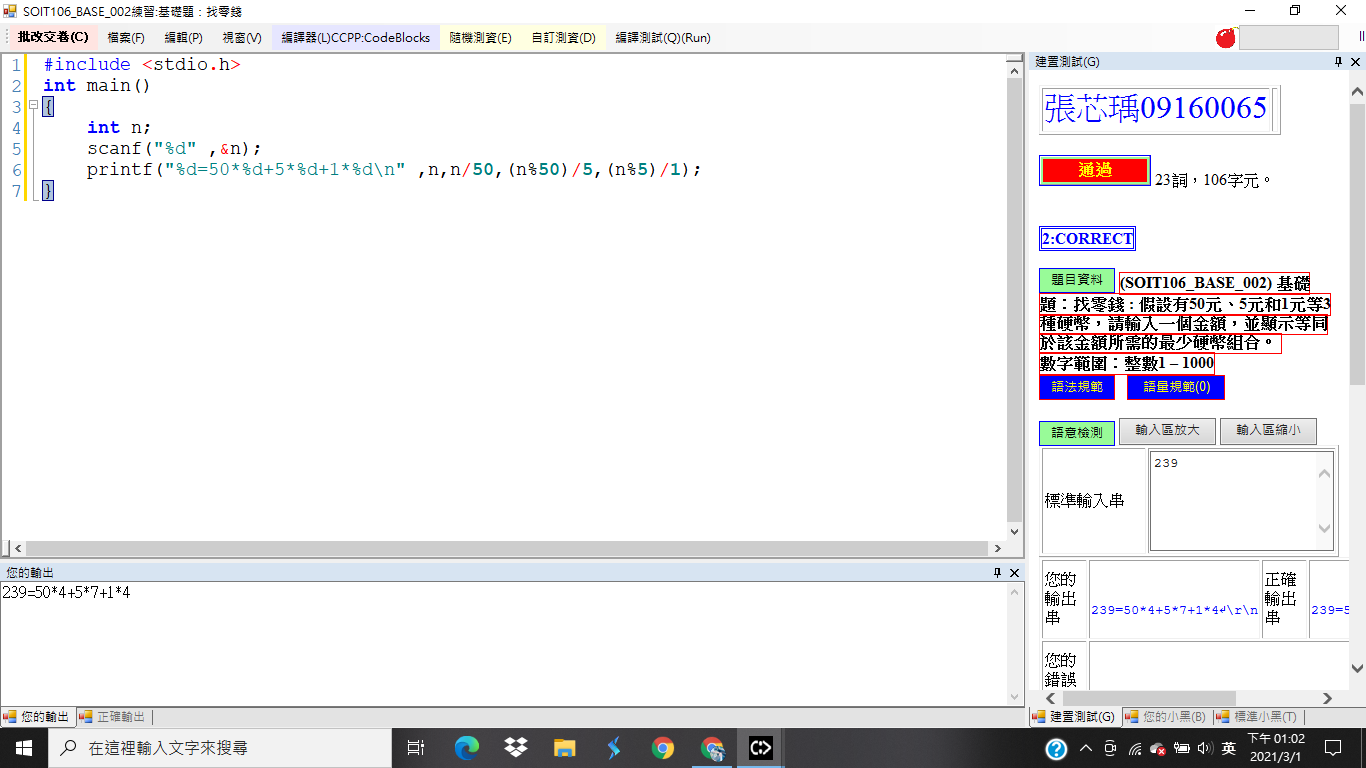 SOIT106_BASE_002練習:基礎題：找零錢
批改交卷(C) 檔案(F) 編輯(P) 視窗(V) 編譯器(L)CCPP:CodeBlocks 隨機測資(E) 自訂測資(D) 編譯測試(Q)(Run)
1 #include <stdio.h>
2 int main()
3 {
4 int n;
5 scanf("%d" ,&n);
6 printf("%d=50*%d+5*%d+1*%d\n" ,n,n/50,(n%50)/5,(n%5)/1);
7 }
您的輸出
239=50*4+5*7+1*4
您的輸出 正確輸出
建置測試(G)
張芯瑀09160065
通過 23詞，106字元。
2:CORRECT
題目資料 (SOIT106_BASE_002) 基礎
題：找零錢：假設有50元、5元和1元等3
種硬幣，請輸入一個金額，並顯示等同
於該金額所需的最少硬幣組合。
數字範圍：整數1 – 1000
語法規範 語量規範(0)
語意檢測 輸入區放大 輸入區縮小
標準輸入串 239
您的
輸出
串
239=50*4+5*7+1*4↵\r\n
正確
輸出
串
239=5
您的
錯誤
建置測試(G) 您的小黑(B) 標準小黑(T)
在這裡輸入文字來搜尋
英
下午 01:02
2021/3/1